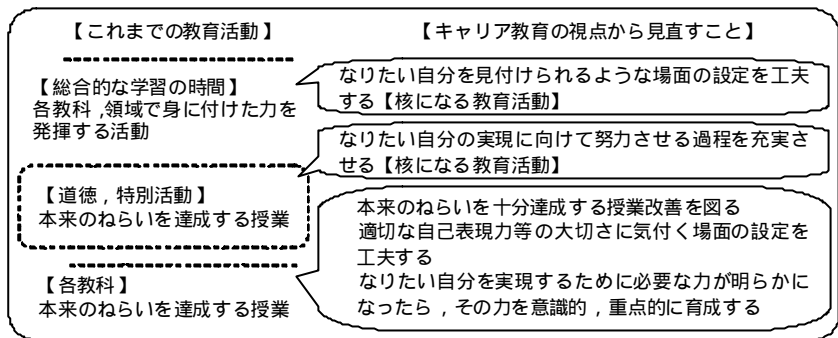 【これまでの教育活動】
【キャリア教育の視点から見直すこと】
【総合的な学習の時間】
各教科,領域で身に付けた力を
発揮する活動
なりたい自分を見付けられるような場面の設定を工夫
する【核になる教育活動】
なりたい自分の実現に向けて努力させる過程を充実さ
せる【核になる教育活動】
【道徳,特別活動】
本来のねらいを達成する授業
本来のねらいを十分達成する授業改善を図る
適切な自己表現力等の大切さに気付く場面の設定を
工夫する
なりたい自分を実現するために必要な力が明らかに
なったら,その力を意識的,重点的に育成する
【各教科】
本来のねらいを達成する授業